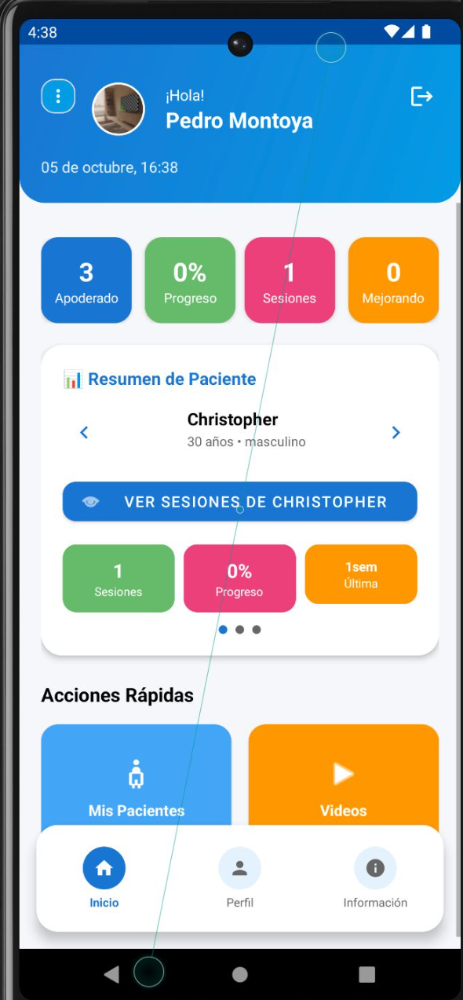 4:38
¡Hola!
Pedro Montoya
05 de octubre, 16:38
3
Apoderado
0%
Progreso
1
Sesiones
0
Mejorando
Resumen de Paciente
Christopher
30 años • masculino
VER SESIONES DE CHRISTOPHER
1
Sesiones
0%
Progreso
1sem
Última
Acciones Rápidas
Mis Pacientes
Videos
Inicio
Perfil
Información